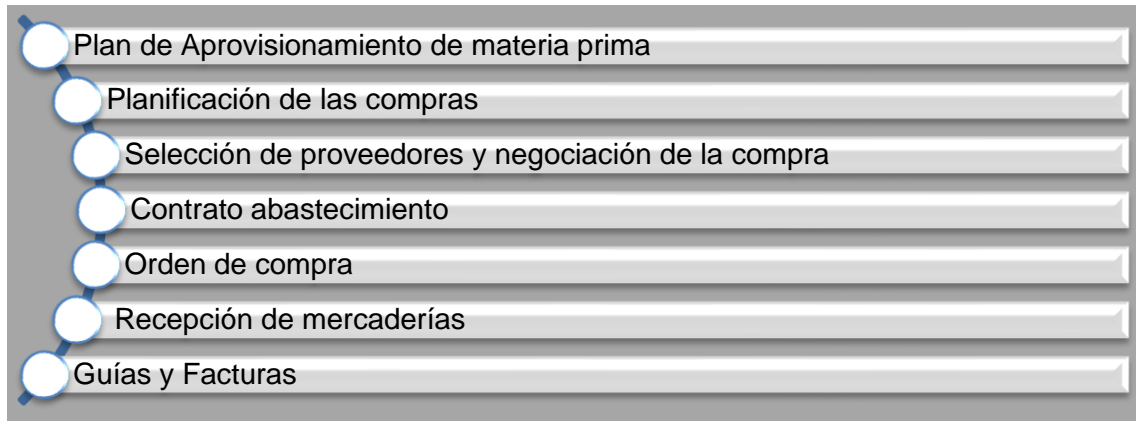 Plan de Aprovisionamiento de materia prima
Planificación de las compras
Selección de proveedores y negociación de la compra
Contrato abastecimiento
Orden de compra
Recepción de mercaderías
Guías y Facturas